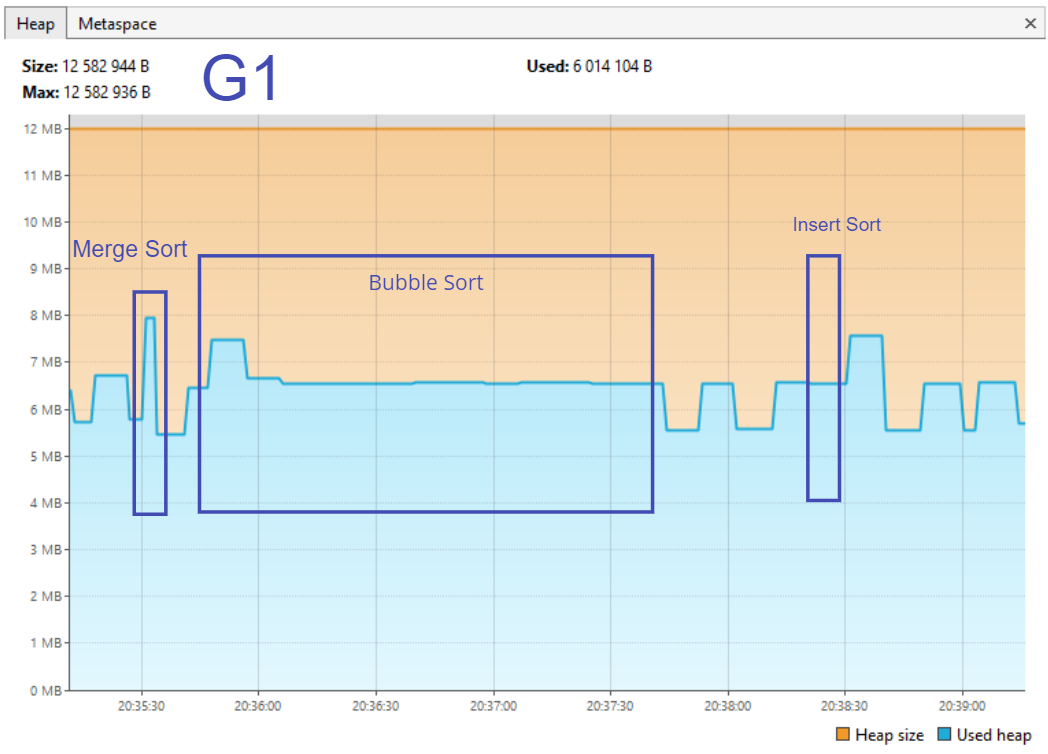 Heap Metaspace ×
Size: 12 582 944 B
Used: 6 014 104 B
Max: 12 582 936 B
G1
12 MB
11 MB
10 MB
9 MB
8 MB
7 MB
6 MB
5 MB
4 MB
3 MB
2 MB
1 MB
0 MB
Merge Sort
Bubble Sort
Insert Sort
20:35:30 20:36:00 20:36:30 20:37:00 20:37:30 20:38:00 20:38:30 20:39:00
Heap size Used heap